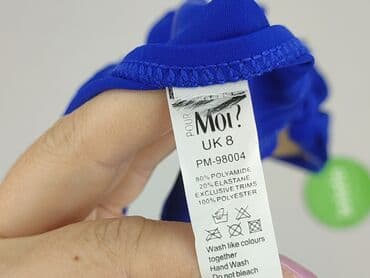 POUR
MOI?
UK 8
PM-98004
80% POLYAMIDE
20% ELASTANE
EXCLUSIVE TRIMS
100% POLYESTER
Wash like colours
together
Hand Wash
Do not bleach